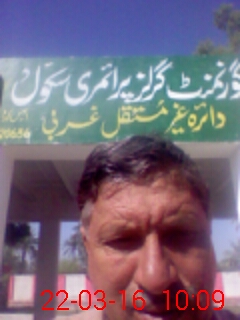 گورنمنٹ گرلز پرائمری سکول
دائرہ غیر مستقل غربی
22-03-16 10:09